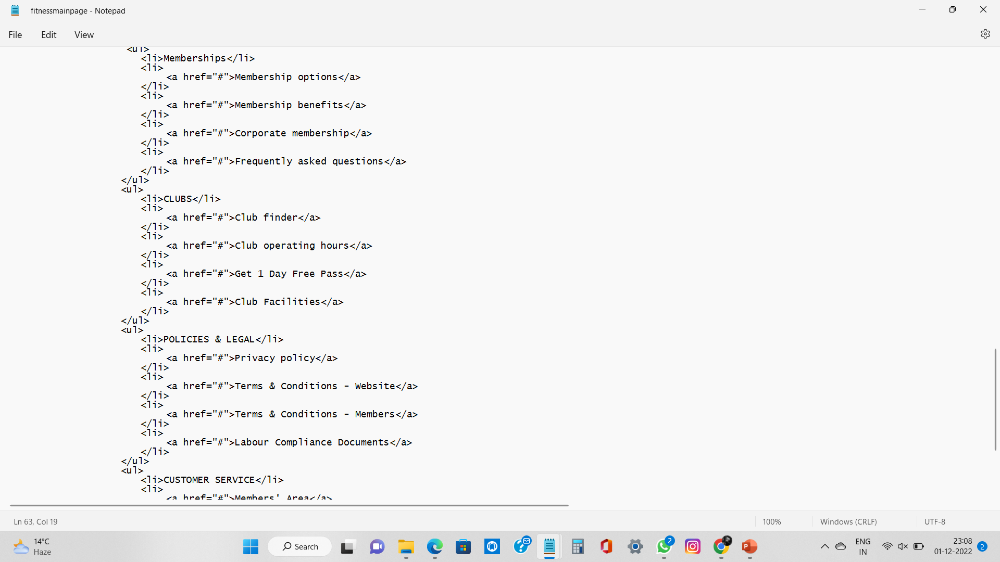 fitnessmainpage - Notepad
File Edit View
<ul>
<li>Memberships</li>
<li>
<a href="#">Membership options</a>
</li>
<li>
<a href="#">Membership benefits</a>
</li>
<li>
<a href="#">Corporate membership</a>
</li>
<li>
<a href="#">Frequently asked questions</a>
</li>
</ul>
<ul>
<li>CLUBS</li>
<li>
<a href="#">Club finder</a>
</li>
<li>
<a href="#">Club operating hours</a>
</li>
<li>
<a href="#">Get 1 Day Free Pass</a>
</li>
<li>
<a href="#">Club Facilities</a>
</li>
</ul>
<ul>
<li>POLICIES & LEGAL</li>
<li>
<a href="#">Privacy policy</a>
</li>
<li>
<a href="#">Terms & Conditions - Website</a>
</li>
<li>
<a href="#">Terms & Conditions - Members</a>
</li>
<li>
<a href="#">Labour Compliance Documents</a>
</li>
</ul>
<ul>
<li>CUSTOMER SERVICE</li>
<li>
<a href="#">Members' Area</a>
Ln 63, Col 19 100% Windows (CRLF) UTF-8
14°C
Haze
Search
2
P
ENG
IN
23:08
01-12-2022
2